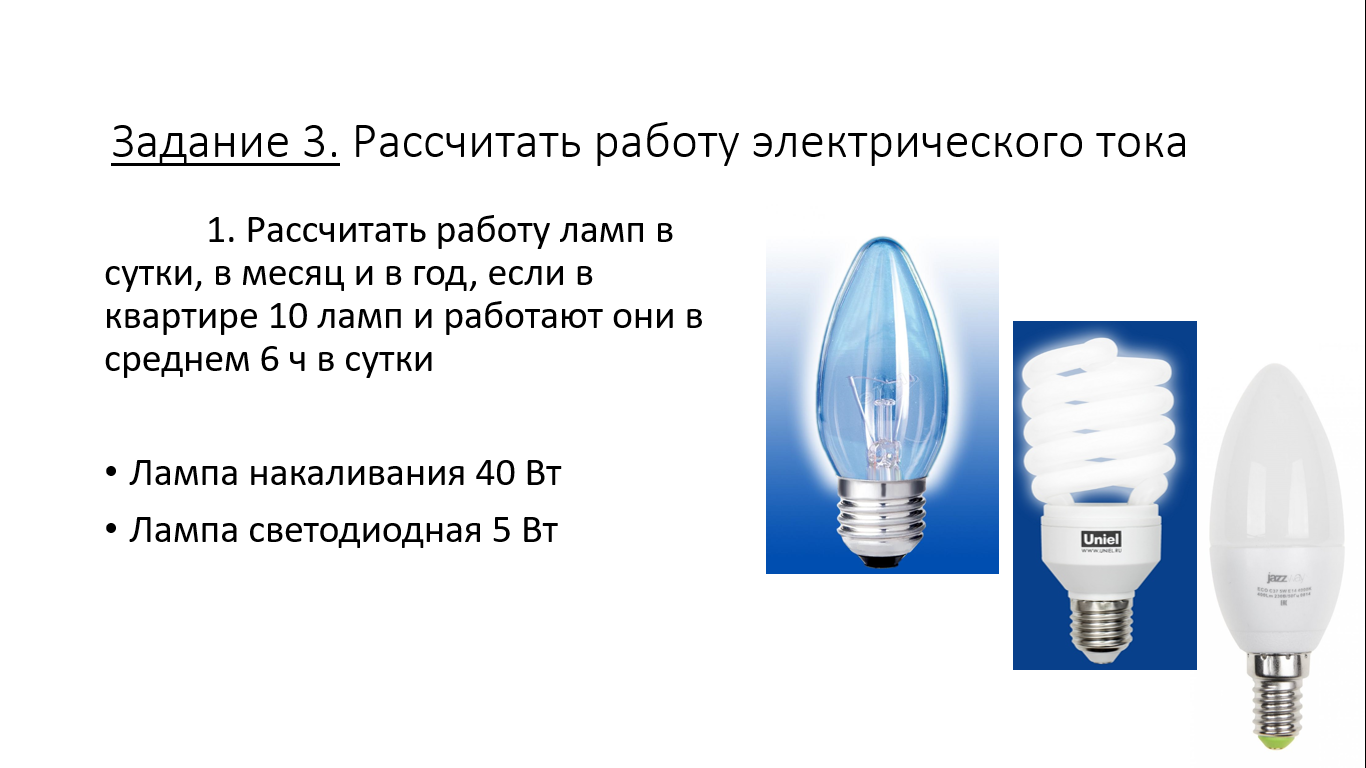 Задание 3. Рассчитать работу электрического тока
1. Рассчитать работу ламп в
сутки, в месяц и в год, если в
квартире 10 ламп и работают они в
среднем 6 ч в сутки
• Лампа накаливания 40 Вт
• Лампа светодиодная 5 Вт
Uniel
WWW.UNIEL.RU
jazzway